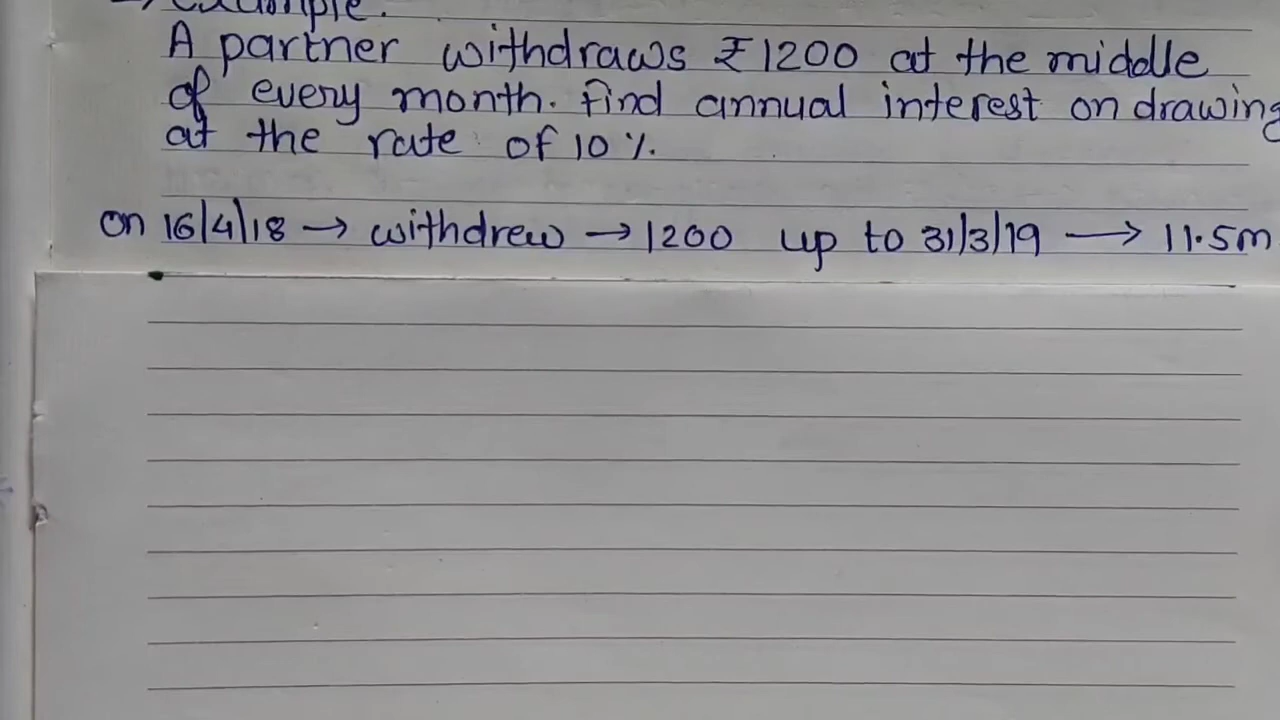 → Example.
A partner withdraws ₹1200 at the middle
of every month. find annual interest on drawing
at the rate of 10%.
on 16/4/18 → withdrew → 1200 up to 31/3/19 → 11.5m